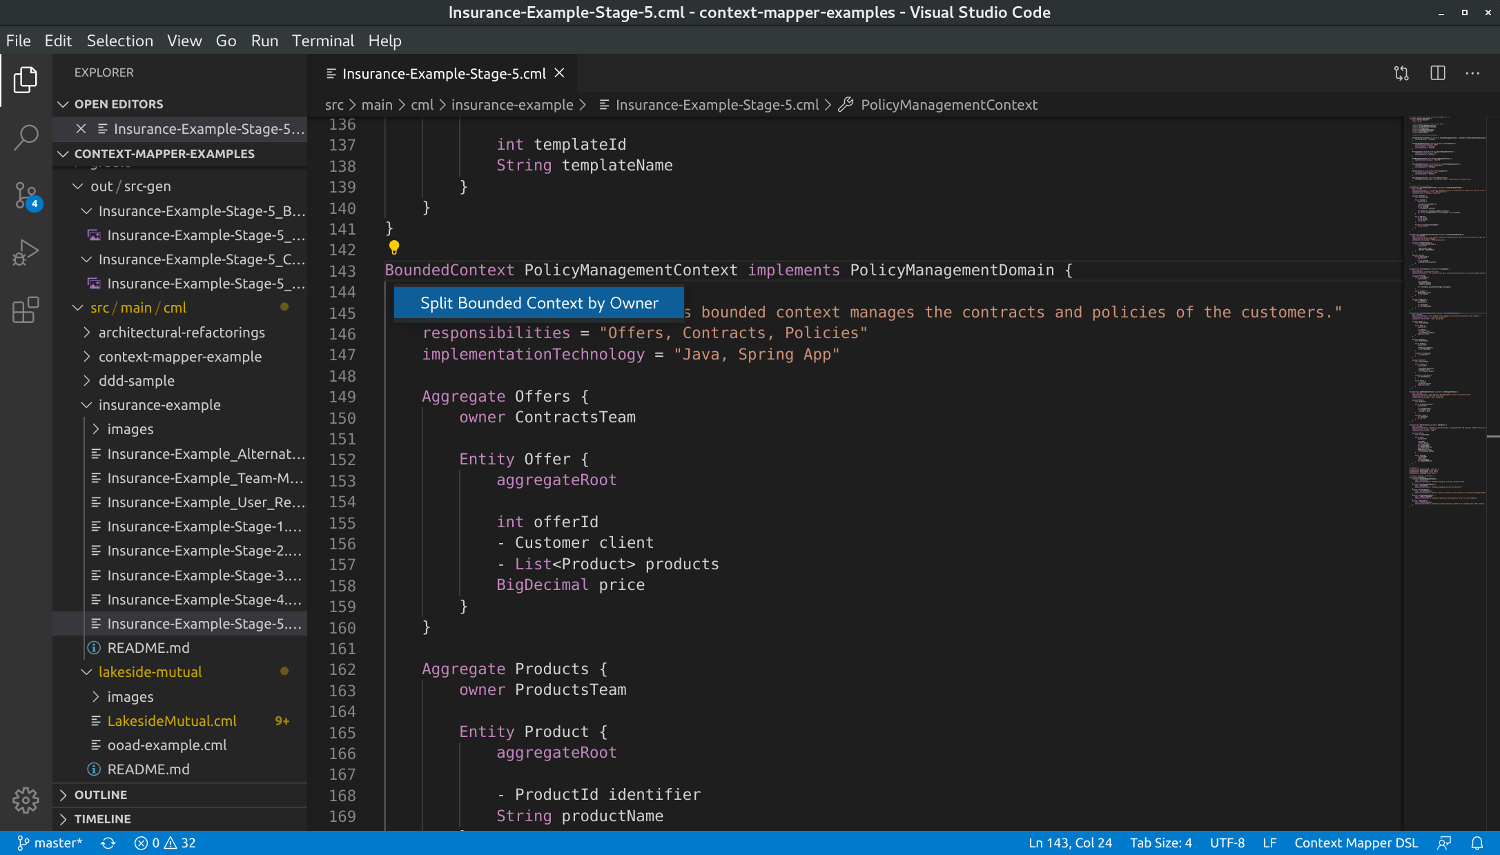 Insurance-Example-Stage-5.cml - context-mapper-examples - Visual Studio Code
File Edit Selection View Go Run Terminal Help
EXPLORER
OPEN EDITORS
Insurance-Example-Stage-5...
CONTEXT-MAPPER-EXAMPLES
out / src-gen
Insurance-Example-Stage-5_B...
Insurance-Example-Stage-5_...
Insurance-Example-Stage-5_C...
Insurance-Example-Stage-5_...
src / main / cml
architectural-refactorings
context-mapper-example
ddd-sample
insurance-example
images
Insurance-Example_Alternat...
Insurance-Example_Team-M...
Insurance-Example_User_Re...
Insurance-Example-Stage-1....
Insurance-Example-Stage-2....
Insurance-Example-Stage-3....
Insurance-Example-Stage-4....
Insurance-Example-Stage-5....
README.md
lakeside-mutual
images
LakesideMutual.cml 9+
ooad-example.cml
README.md
OUTLINE
TIMELINE
4
Insurance-Example-Stage-5.cml
src > main > cml > insurance-example > Insurance-Example-Stage-5.cml > PolicyManagementContext
136
137 int templateId
138 String templateName
139 }
140 }
141 }
142
143 BoundedContext PolicyManagementContext implements PolicyManagementDomain {
144
Split Bounded Context by Owner
145 s bounded context manages the contracts and policies of the customers."
146 responsibilities = "Offers, Contracts, Policies"
147 implementationTechnology = "Java, Spring App"
148
149 Aggregate Offers {
150 owner ContractsTeam
151
152 Entity Offer {
153 aggregateRoot
154
155 int offerId
156 - Customer client
157 - List<Product> products
158 BigDecimal price
159 }
160 }
161
162 Aggregate Products {
163 owner ProductsTeam
164
165 Entity Product {
166 aggregateRoot
167
168 - ProductId identifier
169 String productName
master* 0 32 Ln 143, Col 24 Tab Size: 4 UTF-8 LF Context Mapper DSL